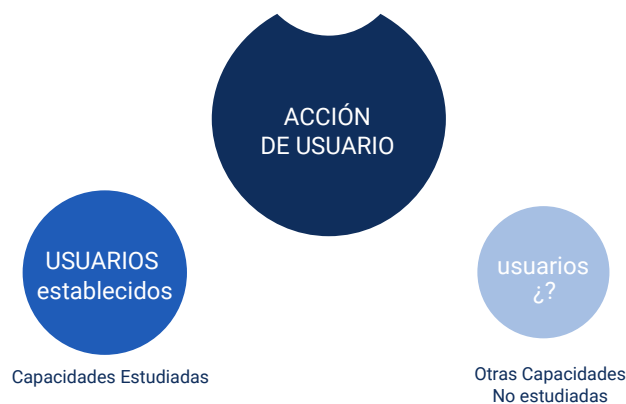 ACCIÓN
DE USUARIO
USUARIOS
establecidos
usuarios
¿?
Capacidades Estudiadas
Otras Capacidades
No estudiadas